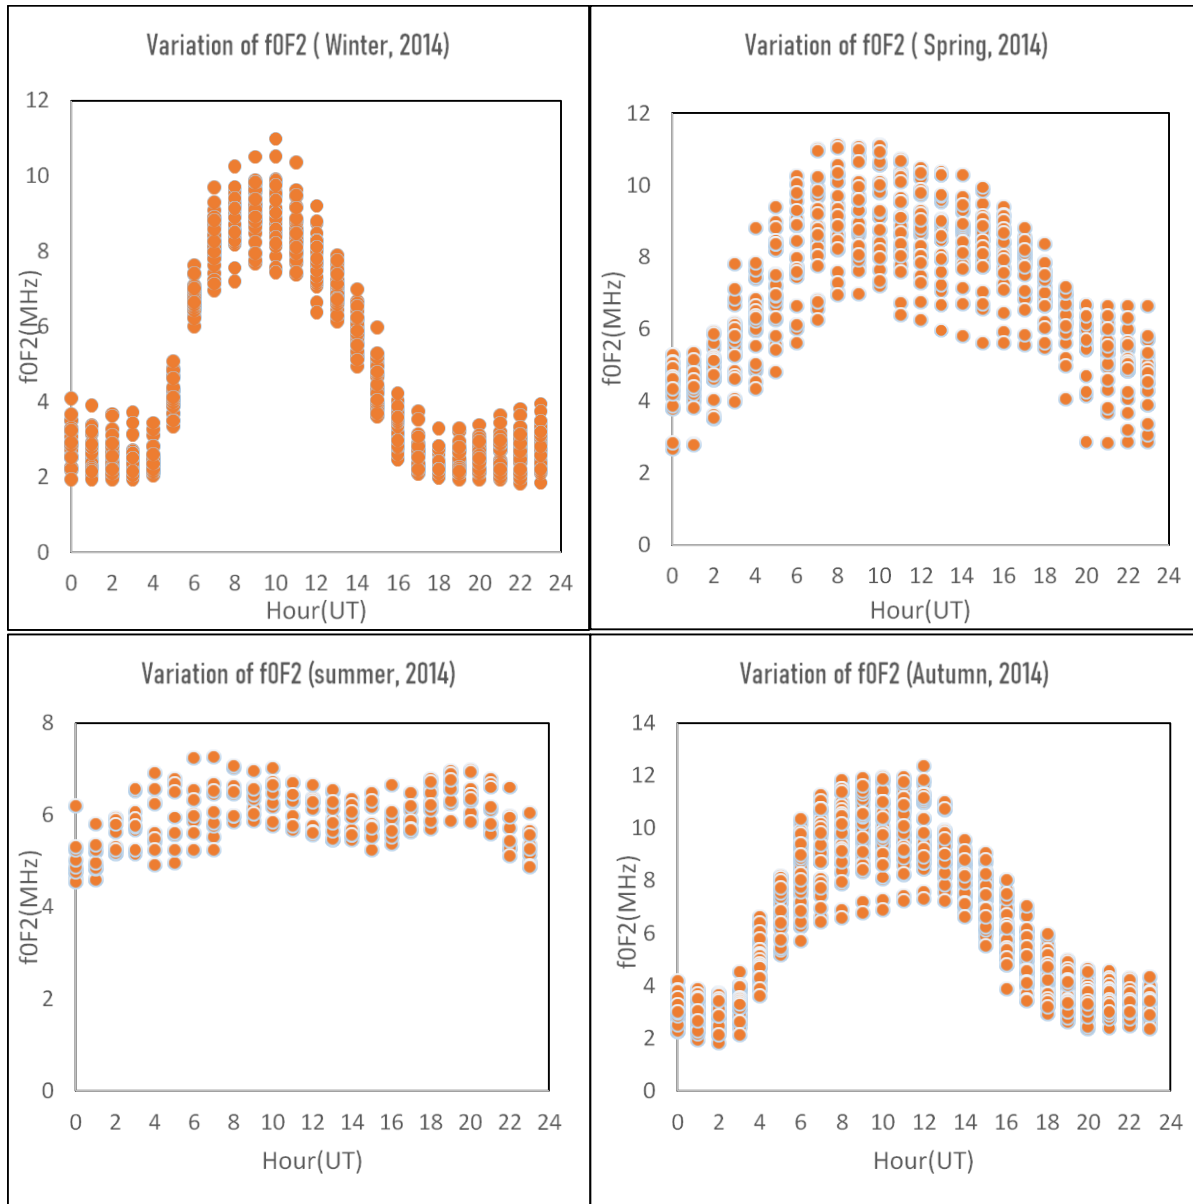 Variation of f0F2 ( Winter, 2014)
12
10
8
6
4
2
0
f0F2(MHz)
0 2 4 6 8 10 12 14 16 18 20 22 24
Hour(UT)
Variation of f0F2 ( Spring, 2014)
12
10
8
6
4
2
0
f0F2(MHz)
0 2 4 6 8 10 12 14 16 18 20 22 24
Hour(UT)
Variation of f0F2 (summer, 2014)
8
6
4
2
0
f0F2(MHz)
0 2 4 6 8 10 12 14 16 18 20 22 24
Hour(UT)
Variation of f0F2 (Autumn, 2014)
14
12
10
8
6
4
2
0
f0F2(MHz)
0 2 4 6 8 10 12 14 16 18 20 22 24
Hour(UT)